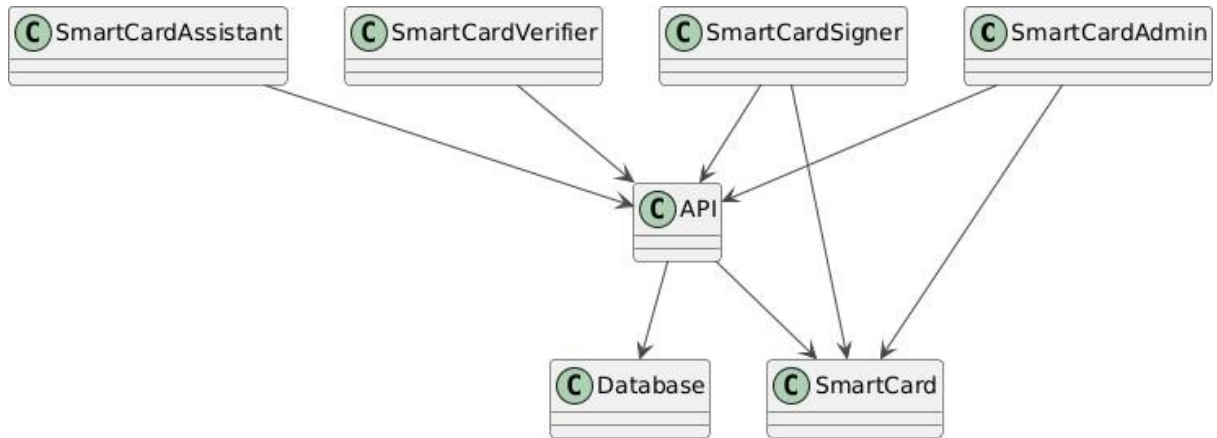 C SmartCardAssistant
C SmartCardVerifier
C SmartCardSigner
C SmartCardAdmin
C API
C Database
C SmartCard